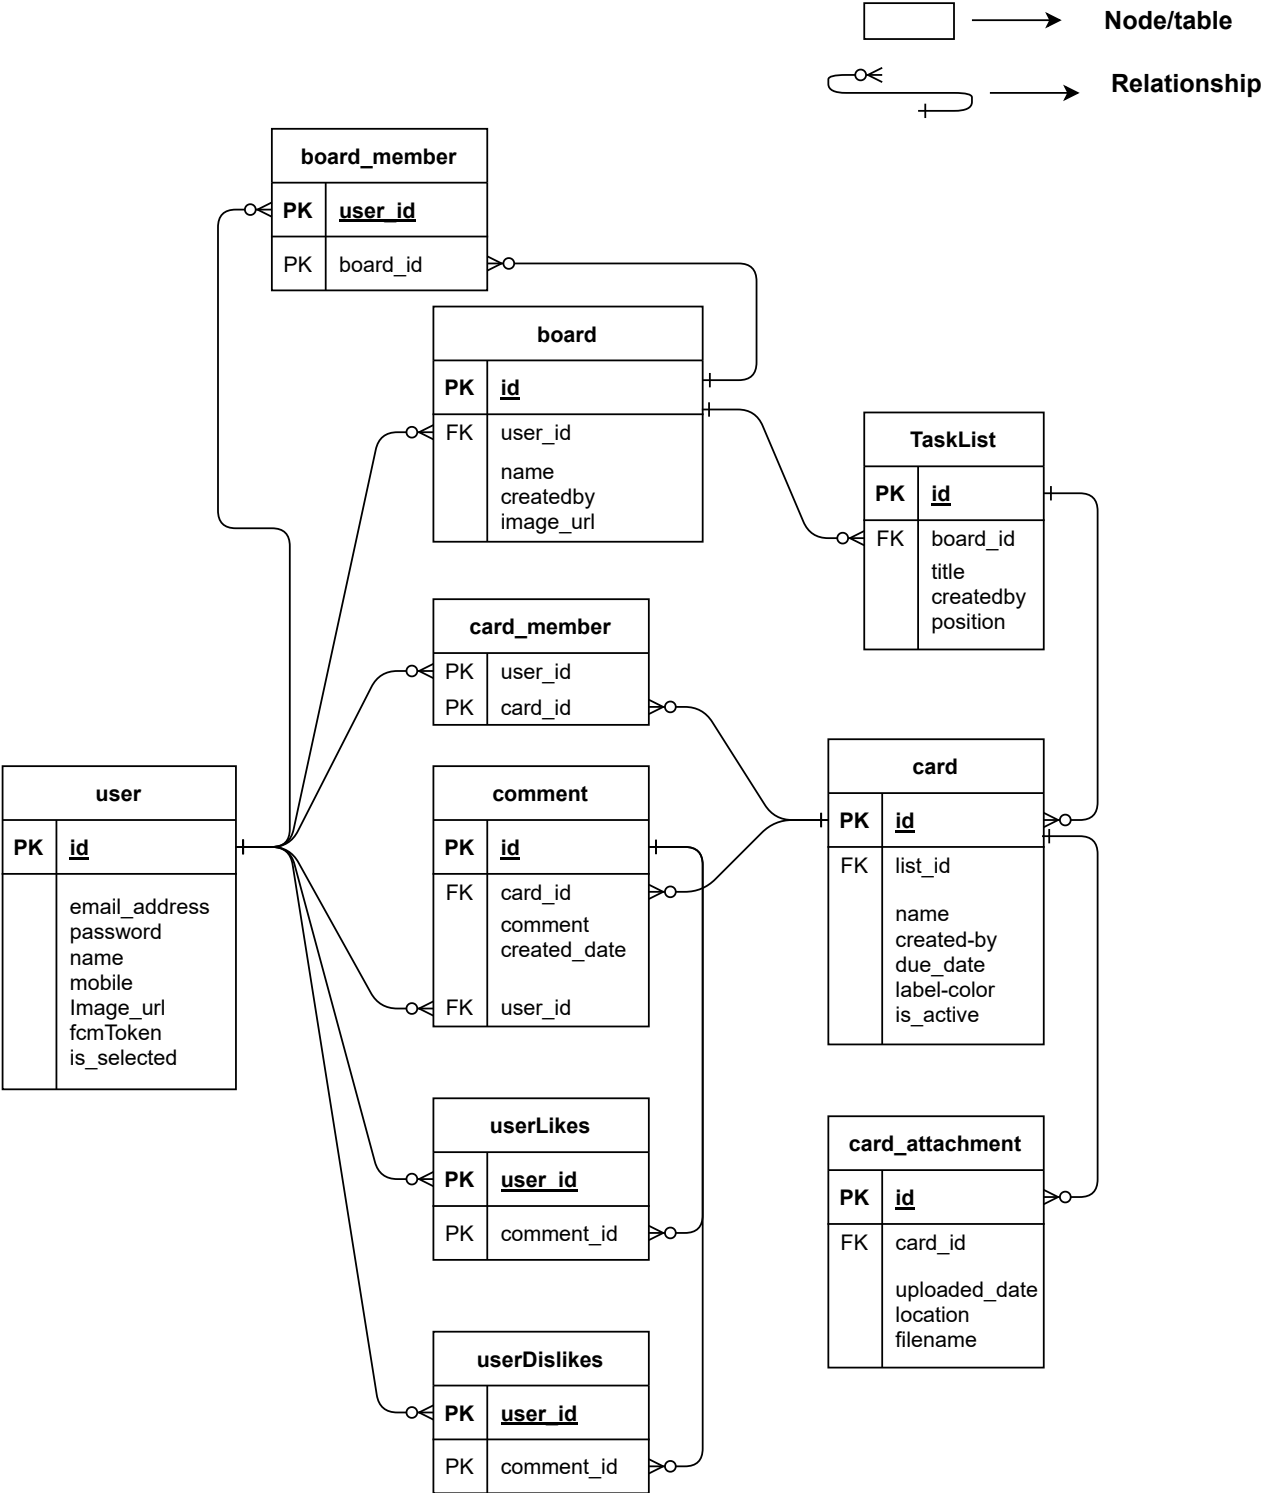 Node/table
Relationship
board_member
PK user_id
PK board_id
board
PK id
FK user_id
name
createdby
image_url
TaskList
PK id
FK board_id
title
createdby
position
card_member
PK user_id
PK card_id
user
PK id
email_address
password
name
mobile
Image_url
fcmToken
is_selected
comment
PK id
FK card_id
comment
created_date
FK user_id
card
PK id
FK list_id
name
created-by
due_date
label-color
is_active
userLikes
PK user_id
PK comment_id
card_attachment
PK id
FK card_id
uploaded_date
location
filename
userDislikes
PK user_id
PK comment_id